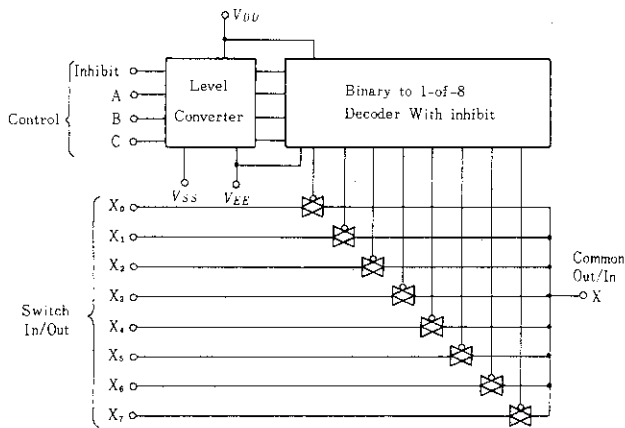 V_DD
Control
Inhibit
A
B
C
Level
Converter
Binary to 1-of-8
Decoder With inhibit
V_SS
V_EE
Switch
In/Out
X₀
X₁
X₂
X₃
X₄
X₅
X₆
X₇
Common
Out/In
X